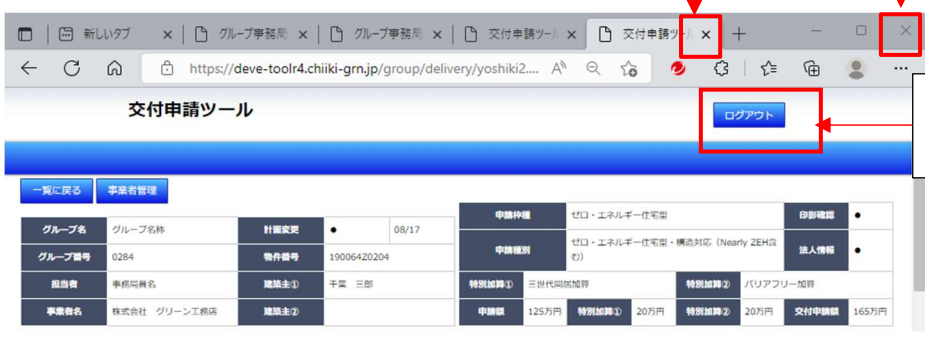 新しいタブ グループ事務局 グループ事務局 交付申請ツール 交付申請ツール
https://deve-toolr4.chiiki-grn.jp/group/delivery/yoshiki2....
交付申請ツール
ログアウト
一覧に戻る 事業者管理
申請枠種 ゼロ・エネルギー住宅型 印影確認 ●
グループ名 グループ名称 計画変更 ● 08/17
申請種別 ゼロ・エネルギー住宅型・構造対応（Nearly ZEH含
む） 法人情報 ●
グループ番号 0284 物件番号 19006420204
担当者 事務局員名 建築主① 千葉 三郎 特別加算① 三世代同居加算 特別加算② バリアフリー加算
事業者名 株式会社 グリーン工務店 建築主② 申請額 125万円 特別加算① 20万円 特別加算② 20万円 交付申請額 165万円